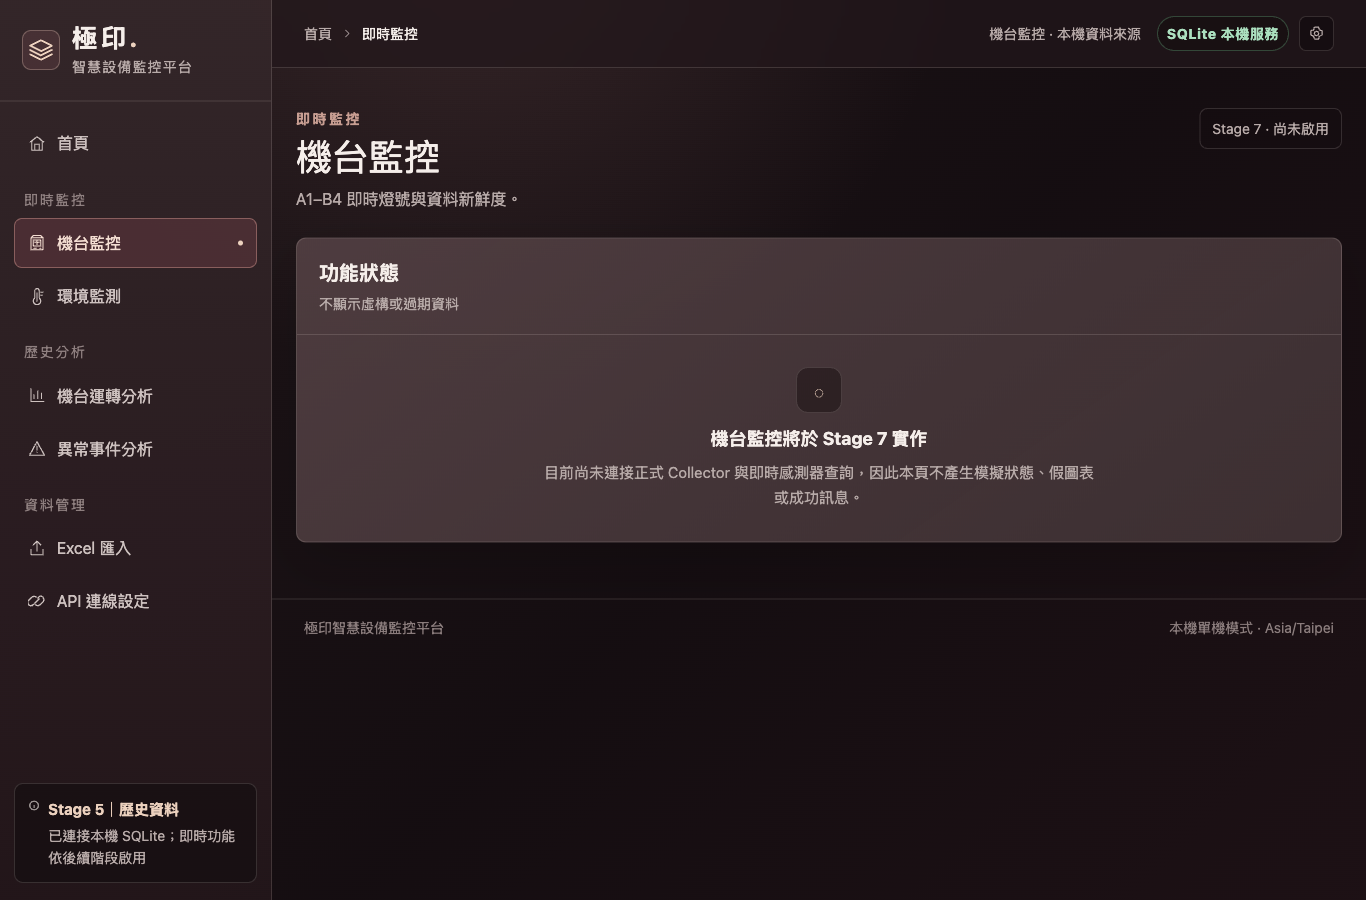 極印.
智慧設備監控平台
首頁
即時監控
機台監控
環境監測
歷史分析
機台運轉分析
異常事件分析
資料管理
Excel 匯入
API 連線設定
Stage 5｜歷史資料
已連接本機 SQLite；即時功能
依後續階段啟用
首頁 › 即時監控
機台監控 · 本機資料來源
SQLite 本機服務
即時監控
機台監控
A1–B4 即時燈號與資料新鮮度。
Stage 7 · 尚未啟用
功能狀態
不顯示虛構或過期資料
機台監控將於 Stage 7 實作
目前尚未連接正式 Collector 與即時感測器查詢，因此本頁不產生模擬狀態、假圖表
或成功訊息。
極印智慧設備監控平台
本機單機模式 · Asia/Taipei